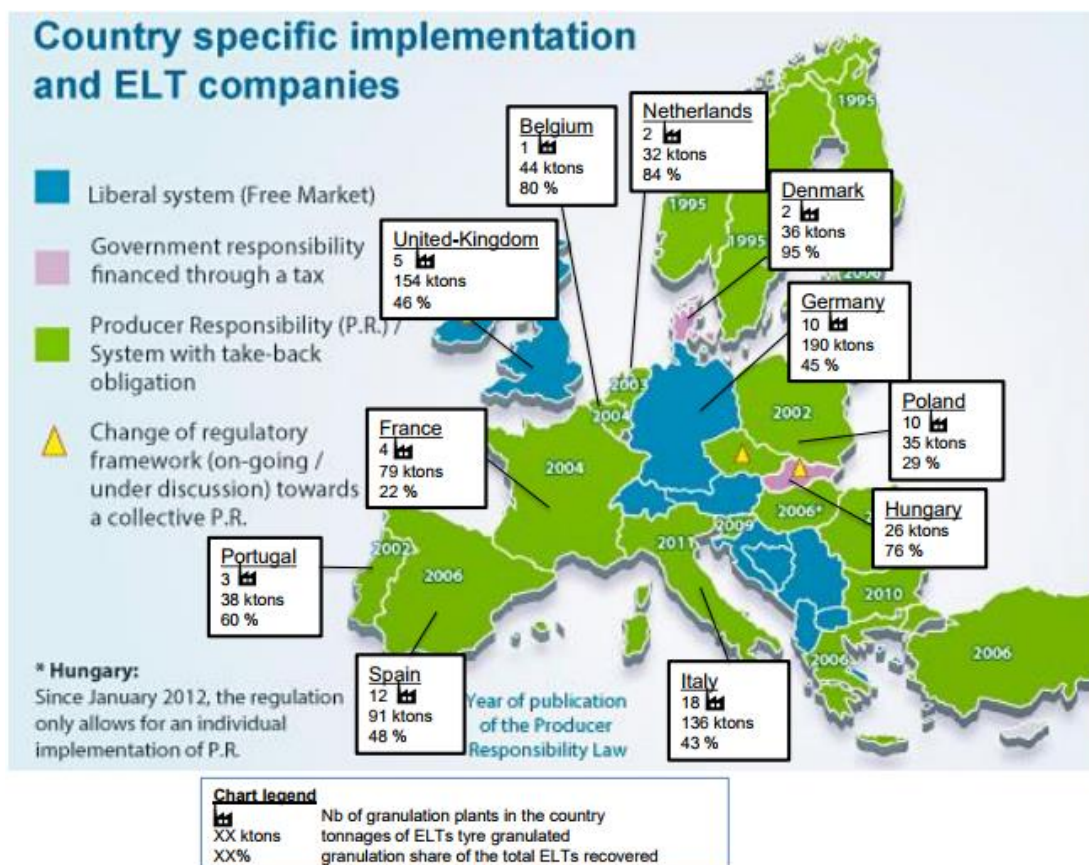 Country specific implementation
and ELT companies
Liberal system (Free Market)
Government responsibility
financed through a tax
Producer Responsibility (P.R.) /
System with take-back
obligation
Change of regulatory
framework (on-going /
under discussion) towards
a collective P.R.
* Hungary:
Since January 2012, the regulation
only allows for an individual
implementation of P.R.
Belgium
1
44 ktons
80 %
Netherlands
2
32 ktons
84 %
Denmark
2
36 ktons
95 %
United-Kingdom
5
154 ktons
46 %
Germany
10
190 ktons
45 %
Poland
10
35 ktons
29 %
France
4
79 ktons
22 %
Hungary
26 ktons
76 %
Portugal
3
38 ktons
60 %
Spain
12
91 ktons
48 %
Italy
18
136 ktons
43 %
1995
1995
1995
2003
2004
2002
2004
2006*
2009
2011
2002
2006
2010
2006
2006
Year of publication
of the Producer
Responsibility Law
Chart legend
Nb of granulation plants in the country
XX ktons tonnages of ELTs tyre granulated
XX% granulation share of the total ELTs recovered